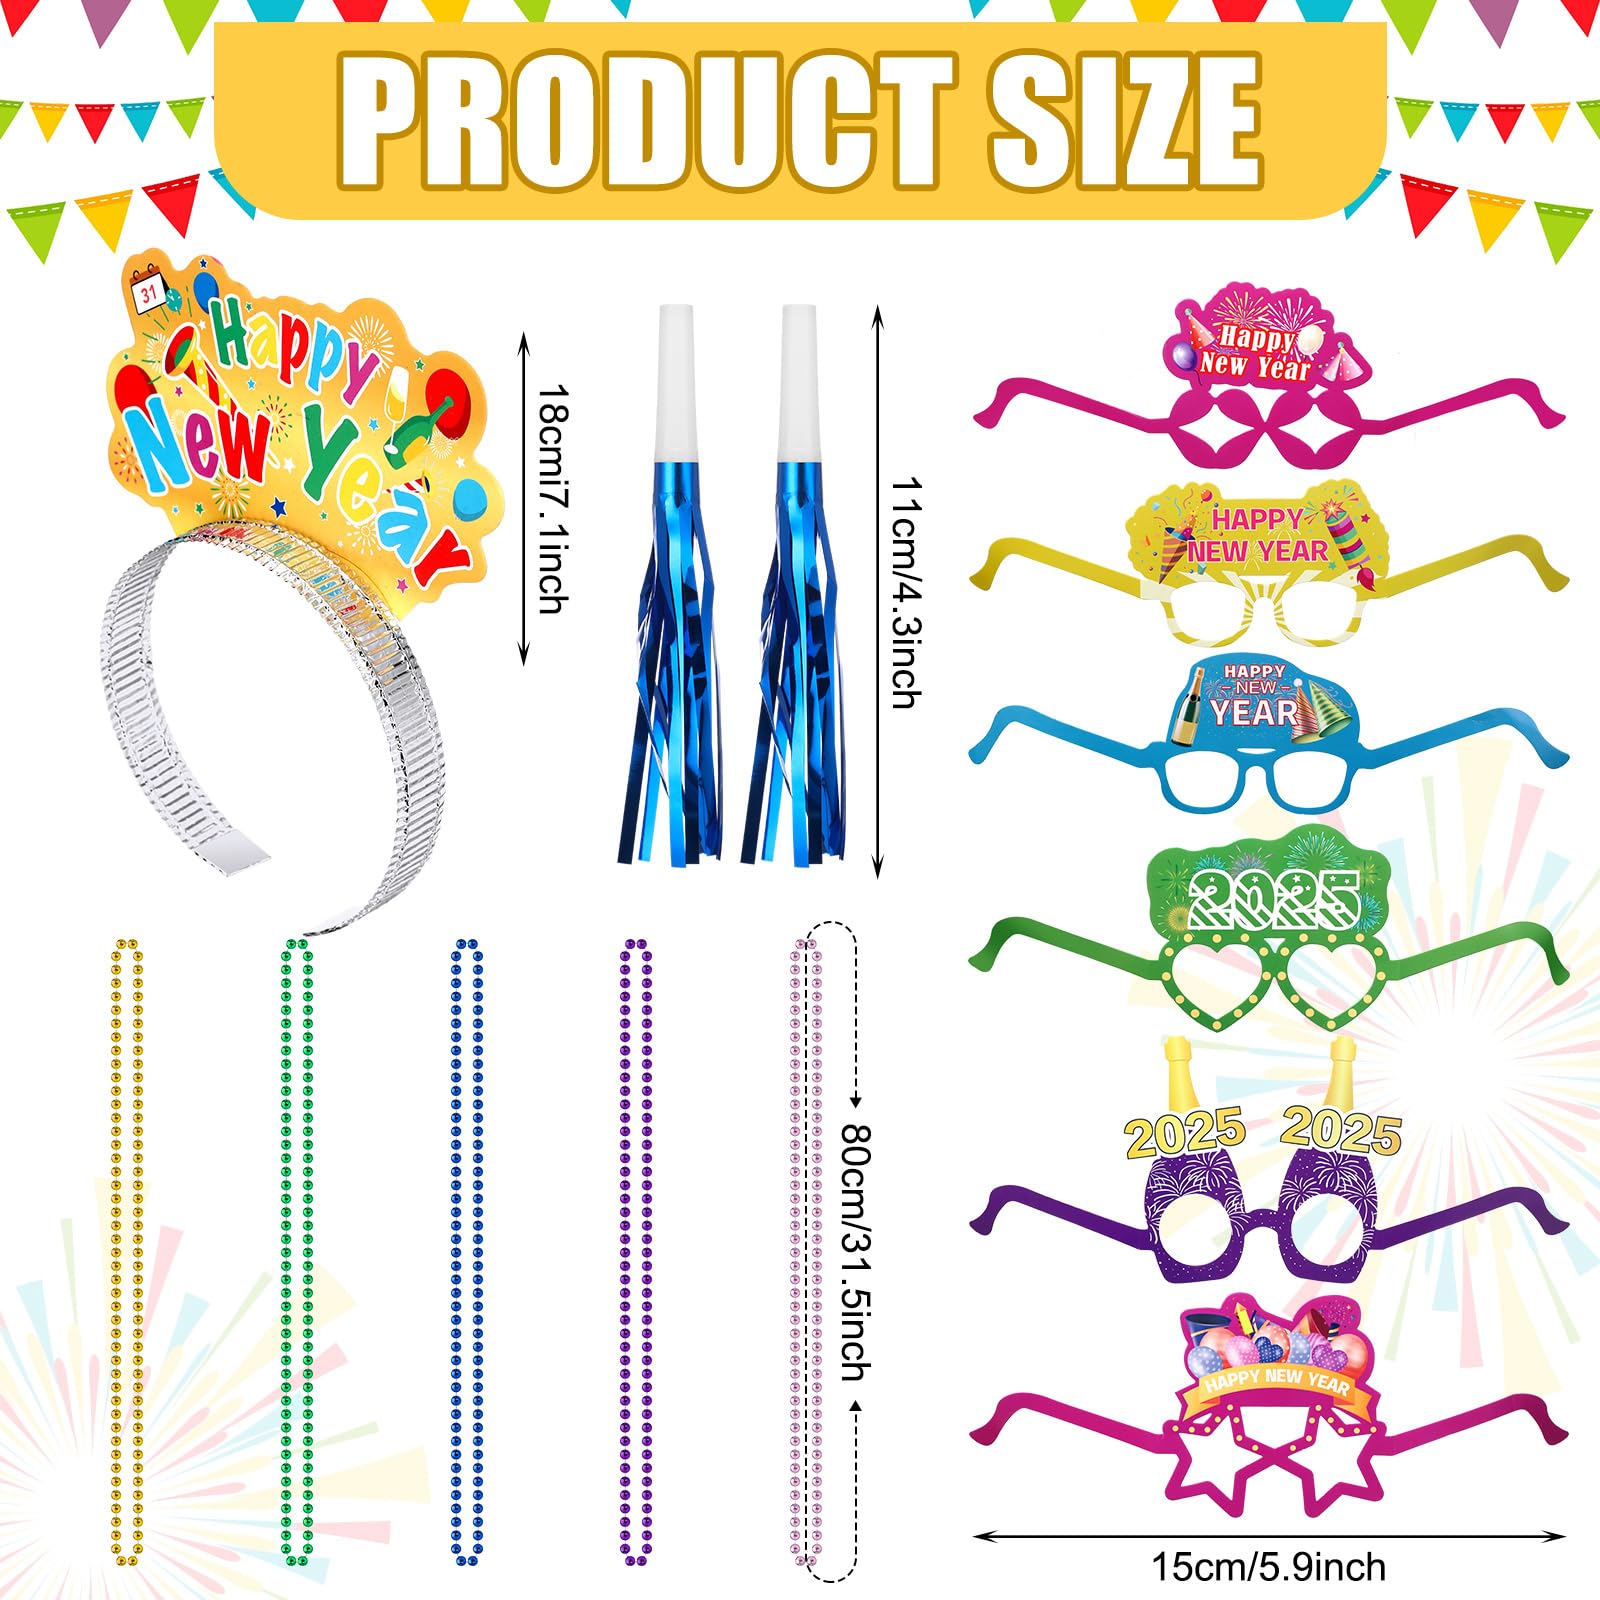 PRODUCT SIZE
31
Happy
New Year
18cmi7.1inch
11cm/4.3inch
Happy
New Year
HAPPY
NEW YEAR
HAPPY
- NEW -
YEAR
2025
2025 2025
HAPPY NEW YEAR
80cm/31.5inch
15cm/5.9inch